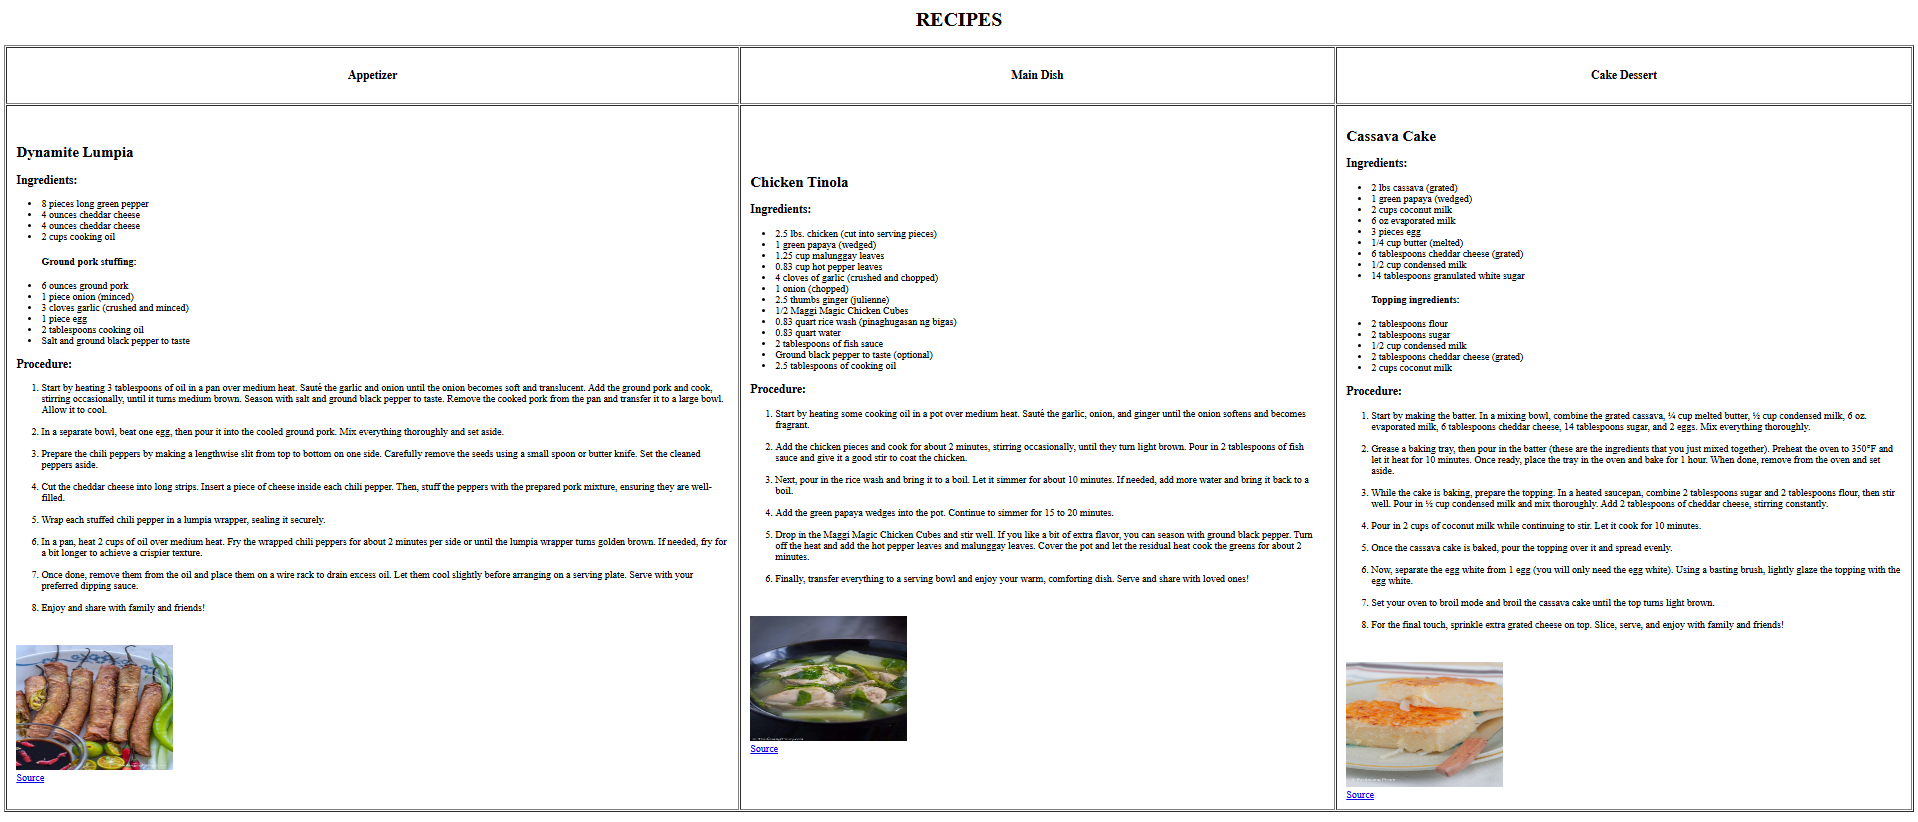 RECIPES
Appetizer
Main Dish
Cake Dessert
Dynamite Lumpia
Ingredients:
8 pieces long green pepper
4 ounces cheddar cheese
4 ounces cheddar cheese
2 cups cooking oil
Ground pork stuffing:
6 ounces ground pork
1 piece onion (minced)
3 cloves garlic (crushed and minced)
1 piece egg
2 tablespoons cooking oil
Salt and ground black pepper to taste
Procedure:
1. Start by heating 3 tablespoons of oil in a pan over medium heat. Sauté the garlic and onion until the onion becomes soft and translucent. Add the ground pork and cook,
stirring occasionally, until it turns medium brown. Season with salt and ground black pepper to taste. Remove the cooked pork from the pan and transfer it to a large bowl.
Allow it to cool.
2. In a separate bowl, beat one egg, then pour it into the cooled ground pork. Mix everything thoroughly and set aside.
3. Prepare the chili peppers by making a lengthwise slit from top to bottom on one side. Carefully remove the seeds using a small spoon or butter knife. Set the cleaned
peppers aside.
4. Cut the cheddar cheese into long strips. Insert a piece of cheese inside each chili pepper. Then, stuff the peppers with the prepared pork mixture, ensuring they are well-
filled.
5. Wrap each stuffed chili pepper in a lumpia wrapper, sealing it securely.
6. In a pan, heat 2 cups of oil over medium heat. Fry the wrapped chili peppers for about 2 minutes per side or until the lumpia wrapper turns golden brown. If needed, fry for
a bit longer to achieve a crispier texture.
7. Once done, remove them from the oil and place them on a wire rack to drain excess oil. Let them cool slightly before arranging on a serving plate. Serve with your
preferred dipping sauce.
8. Enjoy and share with family and friends!
Source
Chicken Tinola
Ingredients:
2.5 lbs. chicken (cut into serving pieces)
1 green papaya (wedged)
1.25 cup malunggay leaves
0.83 cup hot pepper leaves
4 cloves of garlic (crushed and chopped)
1 onion (chopped)
2.5 thumbs ginger (julienne)
1/2 Maggi Magic Chicken Cubes
0.83 quart rice wash (pinaghugasan ng bigas)
0.83 quart water
2 tablespoons of fish sauce
Ground black pepper to taste (optional)
2.5 tablespoons of cooking oil
Procedure:
1. Start by heating some cooking oil in a pot over medium heat. Sauté the garlic, onion, and ginger until the onion softens and becomes
fragrant.
2. Add the chicken pieces and cook for about 2 minutes, stirring occasionally, until they turn light brown. Pour in 2 tablespoons of fish
sauce and give it a good stir to coat the chicken.
3. Next, pour in the rice wash and bring it to a boil. Let it simmer for about 10 minutes. If needed, add more water and bring it back to a
boil.
4. Add the green papaya wedges into the pot. Continue to simmer for 15 to 20 minutes.
5. Drop in the Maggi Magic Chicken Cubes and stir well. If you like a bit of extra flavor, you can season with ground black pepper. Turn
off the heat and add the hot pepper leaves and malunggay leaves. Cover the pot and let the residual heat cook the greens for about 2
minutes.
6. Finally, transfer everything to a serving bowl and enjoy your warm, comforting dish. Serve and share with loved ones!
Source
Cassava Cake
Ingredients:
2 lbs cassava (grated)
1 green papaya (wedged)
2 cups coconut milk
6 oz evaporated milk
3 pieces egg
1/4 cup butter (melted)
6 tablespoons cheddar cheese (grated)
1/2 cup condensed milk
14 tablespoons granulated white sugar
Topping ingredients:
2 tablespoons flour
2 tablespoons sugar
1/2 cup condensed milk
2 tablespoons cheddar cheese (grated)
2 cups coconut milk
Procedure:
1. Start by making the batter. In a mixing bowl, combine the grated cassava, ¼ cup melted butter, ½ cup condensed milk, 6 oz.
evaporated milk, 6 tablespoons cheddar cheese, 14 tablespoons sugar, and 2 eggs. Mix everything thoroughly.
2. Grease a baking tray, then pour in the batter (these are the ingredients that you just mixed together). Preheat the oven to 350°F and
let it heat for 10 minutes. Once ready, place the tray in the oven and bake for 1 hour. When done, remove from the oven and set
aside.
3. While the cake is baking, prepare the topping. In a heated saucepan, combine 2 tablespoons sugar and 2 tablespoons flour, then stir
well. Pour in ½ cup condensed milk and mix thoroughly. Add 2 tablespoons of cheddar cheese, stirring constantly.
4. Pour in 2 cups of coconut milk while continuing to stir. Let it cook for 10 minutes.
5. Once the cassava cake is baked, pour the topping over it and spread evenly.
6. Now, separate the egg white from 1 egg (you will only need the egg white). Using a basting brush, lightly glaze the topping with the
egg white.
7. Set your oven to broil mode and broil the cassava cake until the top turns light brown.
8. For the final touch, sprinkle extra grated cheese on top. Slice, serve, and enjoy with family and friends!
Source